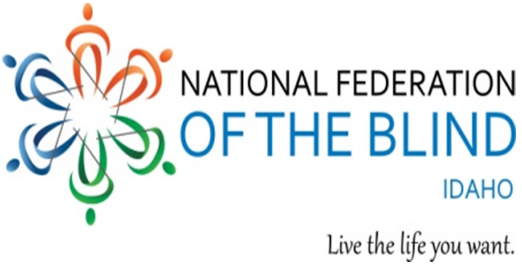 NATIONAL FEDERATION
OF THE BLIND
IDAHO
Live the life you want.